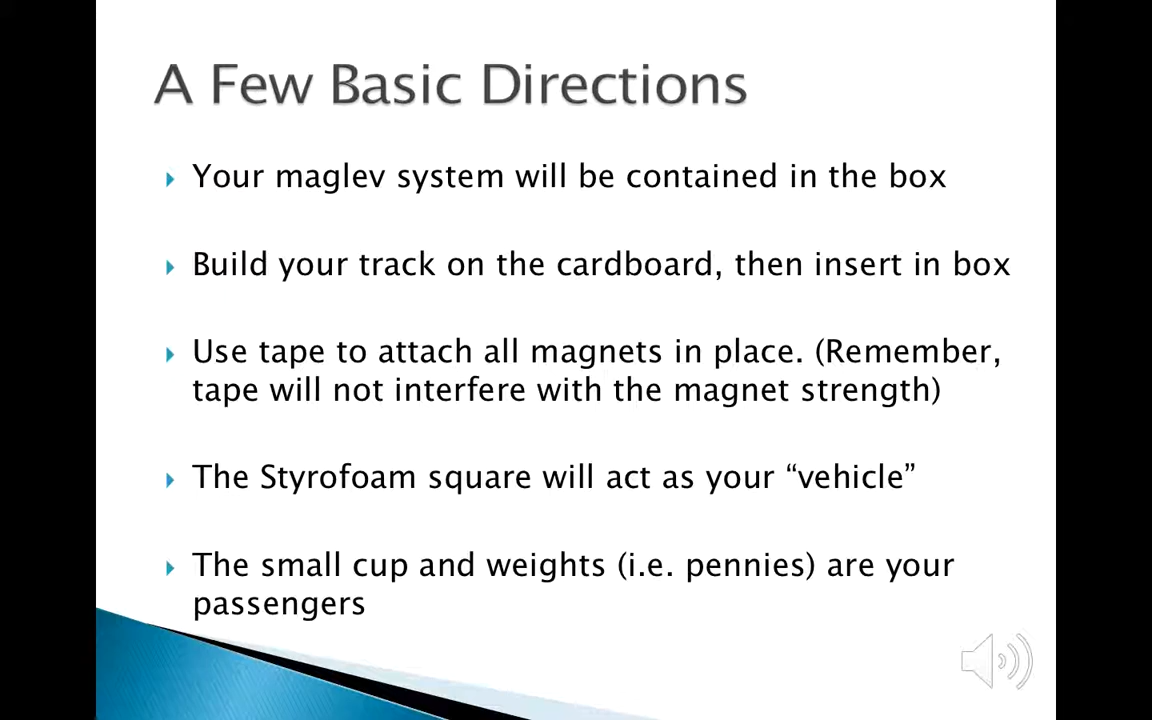 A Few Basic Directions
Your maglev system will be contained in the box
Build your track on the cardboard, then insert in box
Use tape to attach all magnets in place. (Remember,
tape will not interfere with the magnet strength)
The Styrofoam square will act as your “vehicle”
The small cup and weights (i.e. pennies) are your
passengers